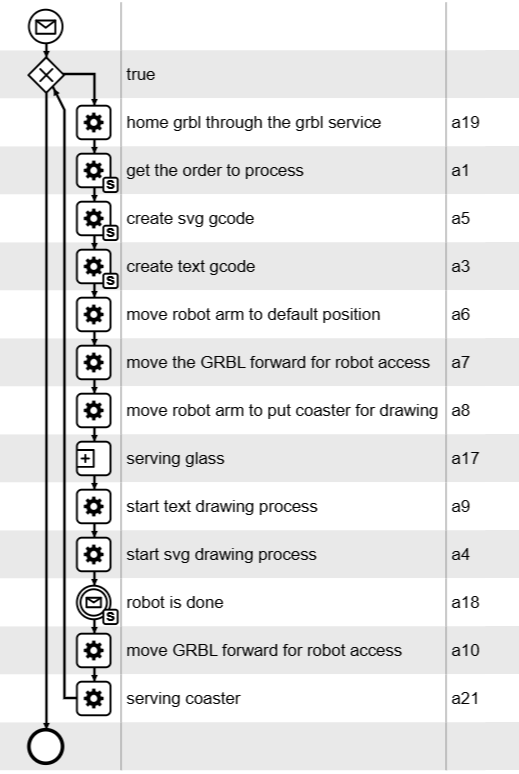 true
home grbl through the grbl service a19
get the order to process a1
S
create svg gcode a5
S
create text gcode a3
S
move robot arm to default position a6
move the GRBL forward for robot access a7
move robot arm to put coaster for drawing a8
serving glass a17
start text drawing process a9
start svg drawing process a4
robot is done a18
S
move GRBL forward for robot access a10
serving coaster a21